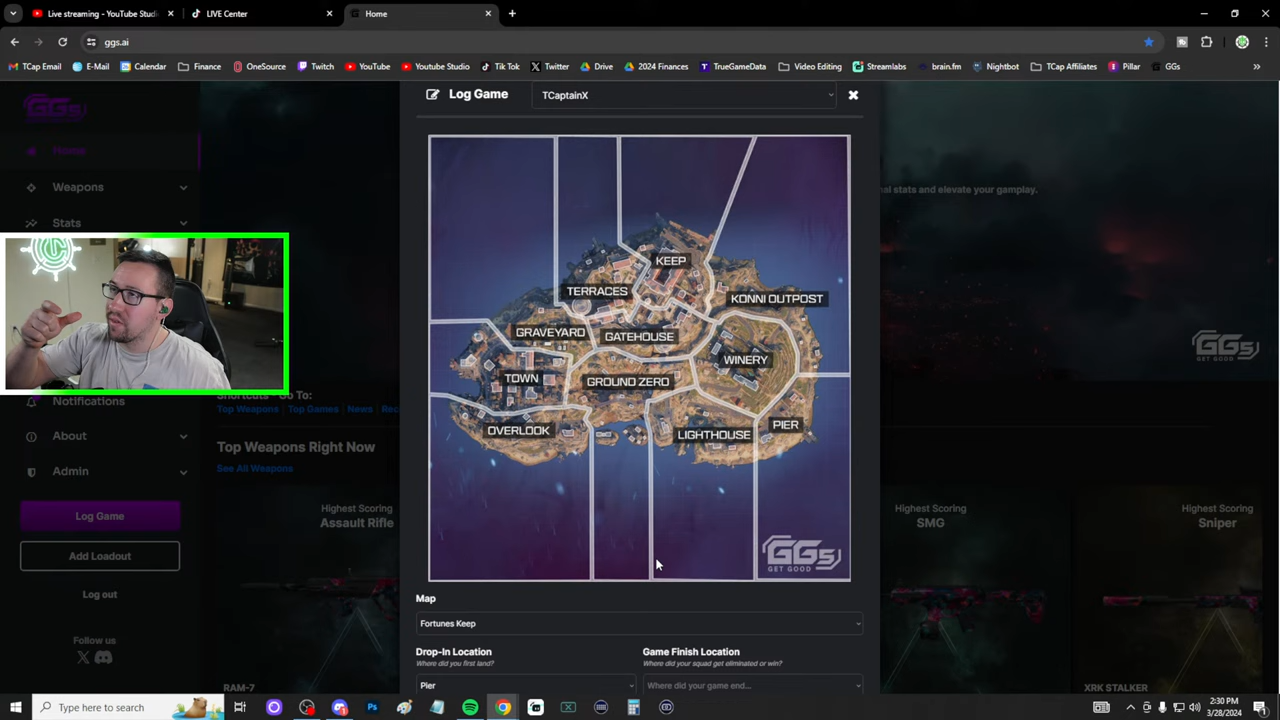 Live streaming - YouTube Studi
LIVE Center
Home
ggs.ai
TCap Email
E-Mail
Calendar
Finance
OneSource
Twitch
YouTube
Youtube Studio
Tik Tok
Twitter
Drive
2024 Finances
TrueGameData
Video Editing
Streamlabs
brain.fm
Nightbot
TCap Affiliates
Pillar
GGs
GGs
Home
Weapons
Stats
Notifications
About
Admin
Log Game
Add Loadout
Log out
Follow us
Log Game
TCaptainX
nal stats and elevate your gamplay.
KEEP
TERRACES
KONNI OUTPOST
GRAVEYARD
GATEHOUSE
WINERY
TOWN
GROUND ZERO
OVERLOOK
LIGHTHOUSE
PIER
GGs
GET GOOD
GGs
GET GOOD
Map
Fortunes Keep
Drop-In Location
Where did you first land?
Pier
Game Finish Location
Where did your squad get eliminated or win?
Where did your game end...
Shortcuts - Go To:
Top Weapons | Top Games | News | Rec
Top Weapons Right Now
See All Weapons
Highest Scoring
Assault Rifle
RAM-7
Highest Scoring
SMG
Highest Scoring
Sniper
XRK STALKER
Type here to search
2:30 PM
3/28/2024